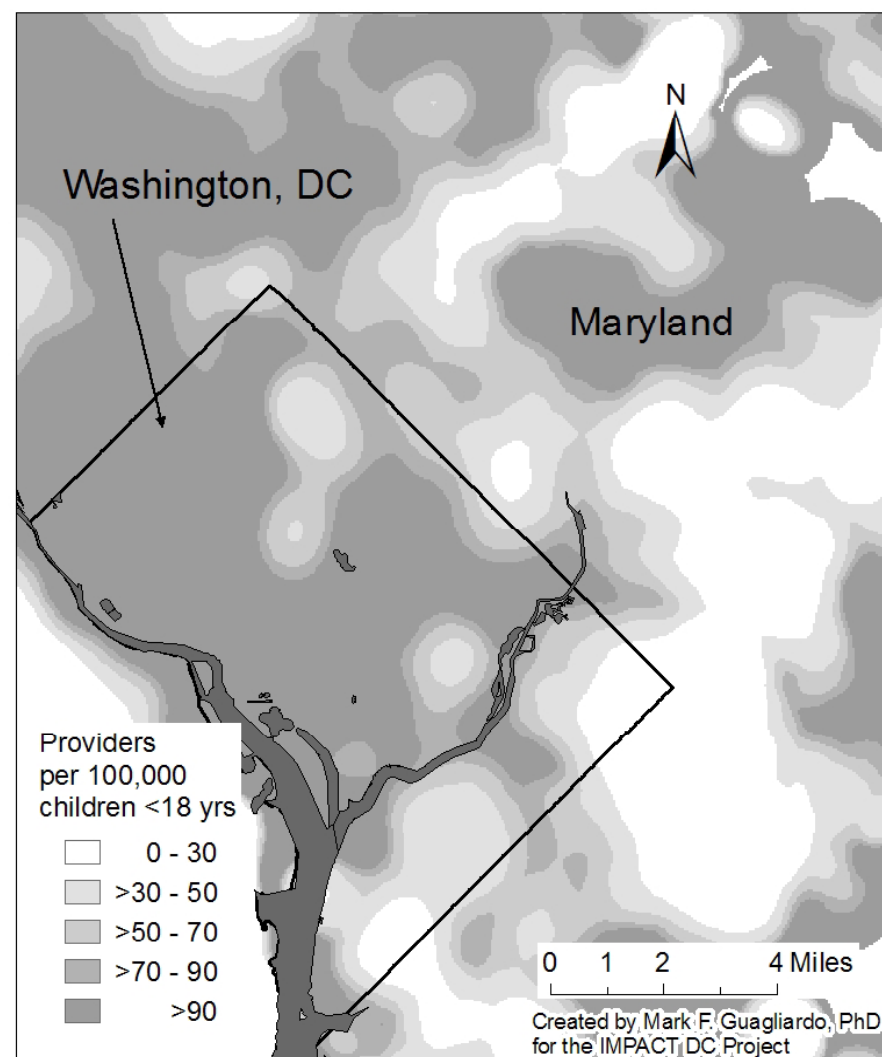 N
Washington, DC
Maryland
Providers
per 100,000
children <18 yrs
0 - 30
>30 - 50
>50 - 70
>70 - 90
>90
0 1 2 4 Miles
Created by Mark F. Guagliardo, PhD
for the IMPACT DC Project